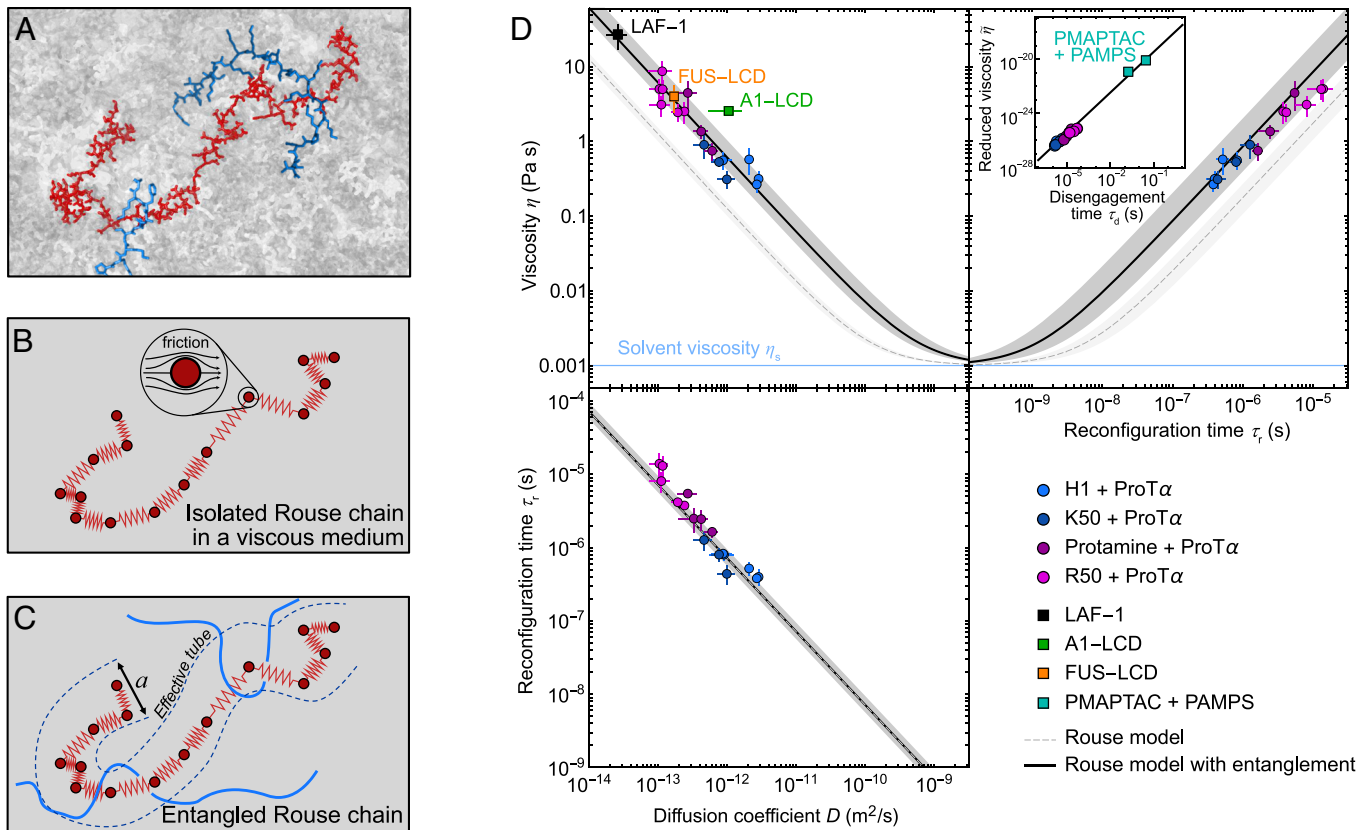 A
B
friction
Isolated Rouse chain
in a viscous medium
C
a
Effective tube
Entangled Rouse chain
D
Viscosity η (Pa s)
10
1
0.1
0.01
0.001
LAF−1
FUS−LCD
A1−LCD
Solvent viscosity ηs
Reduced viscosity η̃
10⁻²⁰
10⁻²⁴
10⁻²⁸
PMAPTAC
+ PAMPS
10⁻⁵ 10⁻² 10⁻¹
Disengagement
time τd (s)
10⁻⁹ 10⁻⁸ 10⁻⁷ 10⁻⁶ 10⁻⁵
Reconfiguration time τr (s)
Reconfiguration time τr (s)
10⁻⁴
10⁻⁵
10⁻⁶
10⁻⁷
10⁻⁸
10⁻⁹
10⁻¹⁴ 10⁻¹³ 10⁻¹² 10⁻¹¹ 10⁻¹⁰ 10⁻⁹
Diffusion coefficient D (m²/s)
H1 + ProTα
K50 + ProTα
Protamine + ProTα
R50 + ProTα
LAF−1
A1−LCD
FUS−LCD
PMAPTAC + PAMPS
Rouse model
Rouse model with entanglement